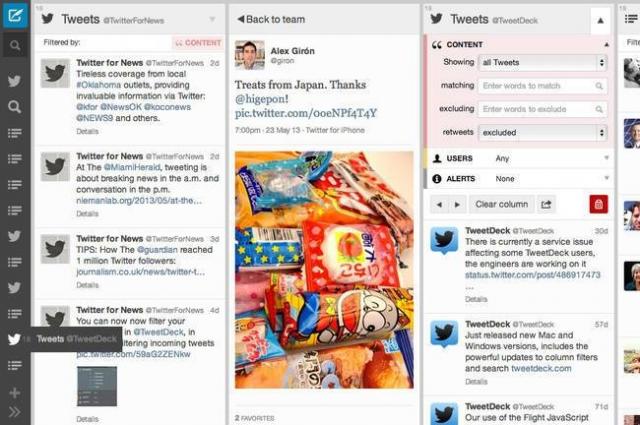 Tweets @TwitterForNews
Filtered by: CONTENT
Twitter for News @TwitterForNews 2d
Tireless coverage from local
#Oklahoma outlets, providing
invaluable information via Twitter:
@kfor @NewsOK @koconews
@NEWS9 and others.
Details
Twitter for News @TwitterForNews 2d
At The @MiamiHerald, tweeting is
about breaking news in the a.m. and
conversation in the p.m.
niemanlab.org/2013/05/at-the...
Details
Twitter for News @TwitterForNews 3d
TIPS: How The @guardian reached
1 million Twitter followers:
journalism.co.uk/news/twitter-t...
Details
Twitter for News @TwitterForNews 4d
You can now now filter your
in @TweetDeck, in
ltering incoming tweets
pic.twitter.com/59aG2ZENkw
Details
18 Tweets @TweetDeck
Back to team
Alex Girón
@giron
Treats from Japan. Thanks
@higepon!
pic.twitter.com/0oeNPf4T4Y
7:00pm · 23 May 13 · Twitter for iPhone
2 FAVORITES
Tweets @TweetDeck
CONTENT
Showing all Tweets
matching Enter words to match
excluding Enter words to exclude
retweets excluded
USERS Any
ALERTS None
Clear column
TweetDeck @TweetDeck 30d
There is currently a service issue
affecting some TweetDeck users,
the engineers are working on it
status.twitter.com/post/486917473
...
Details
TweetDeck @TweetDeck 57d
Just released new Mac and
Windows versions, includes the
powerful updates to column filters
and search tweetdeck.com
Details
TweetDeck @TweetDeck 71d
Our use of the Flight JavaScript
Filte